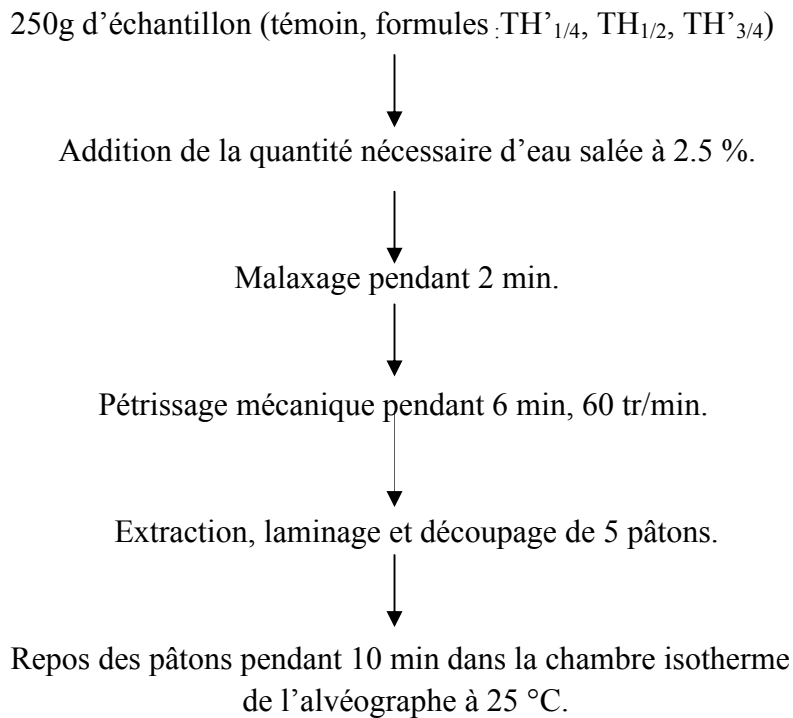 250g d’échantillon (témoin, formules :TH’1/4, TH1/2, TH’3/4)
Addition de la quantité nécessaire d’eau salée à 2.5 %.
Malaxage pendant 2 min.
Pétrissage mécanique pendant 6 min, 60 tr/min.
Extraction, laminage et découpage de 5 pâtons.
Repos des pâtons pendant 10 min dans la chambre isotherme
de l’alvéographe à 25 °C.